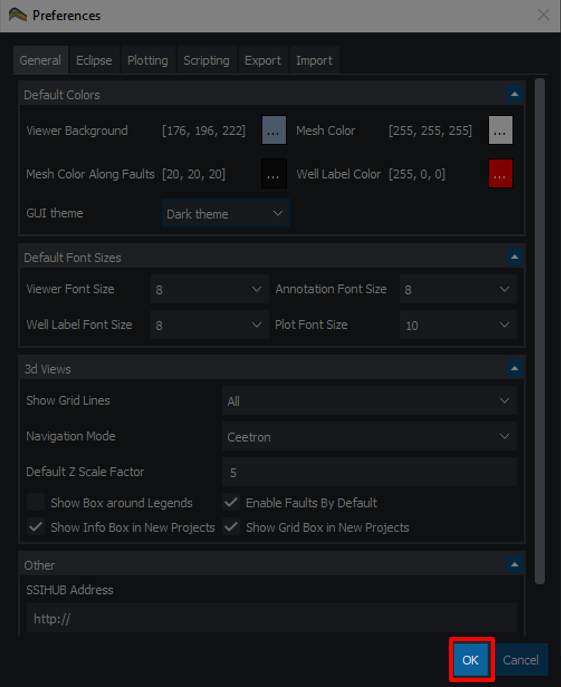 Preferences
General Eclipse Plotting Scripting Export Import
Default Colors
Viewer Background [176, 196, 222] ... Mesh Color [255, 255, 255] ...
Mesh Color Along Faults [20, 20, 20] ... Well Label Color [255, 0, 0] ...
GUI theme Dark theme
Default Font Sizes
Viewer Font Size 8 Annotation Font Size 8
Well Label Font Size 8 Plot Font Size 10
3d Views
Show Grid Lines All
Navigation Mode Ceetron
Default Z Scale Factor 5
Show Box around Legends Enable Faults By Default
Show Info Box in New Projects Show Grid Box in New Projects
Other
SSIHUB Address
http://
OK Cancel